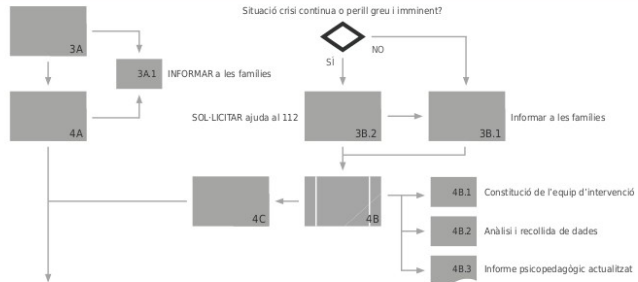 Situació crisi continua o perill greu i imminent?
3A
SÌ
NO
3A.1
INFORMAR a les famílies
4A
SOL·LICITAR ajuda al 112
3B.2
3B.1
Informar a les famílies
4C
4B
4B.1
Constitució de l'equip d'intervenció
4B.2
Anàlisi i recollida de dades
4B.3
Informe psicopedagògic actualitzat